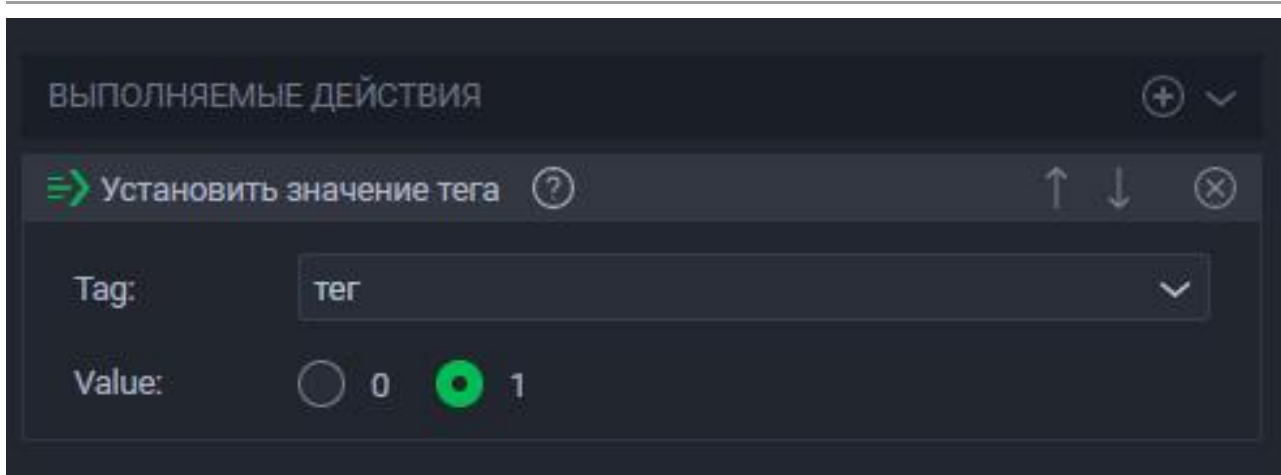 ВЫПОЛНЯЕМЫЕ ДЕЙСТВИЯ
Установить значение тега ?
Tag: тег
Value: 0 1